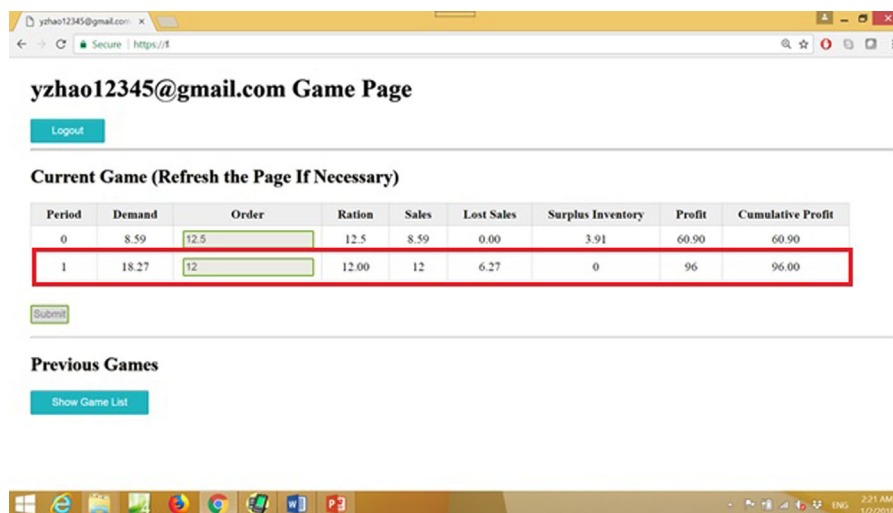 yzhao12345@gmail.com
Secure | https://
yzhao12345@gmail.com Game Page
Logout
Current Game (Refresh the Page If Necessary)
Period Demand Order Ration Sales Lost Sales Surplus Inventory Profit Cumulative Profit
0 8.59 12.5 12.5 8.59 0.00 3.91 60.90 60.90
1 18.27 12 12.00 12 6.27 0 96 96.00
Submit
Previous Games
Show Game List
ENG 2:21 AM